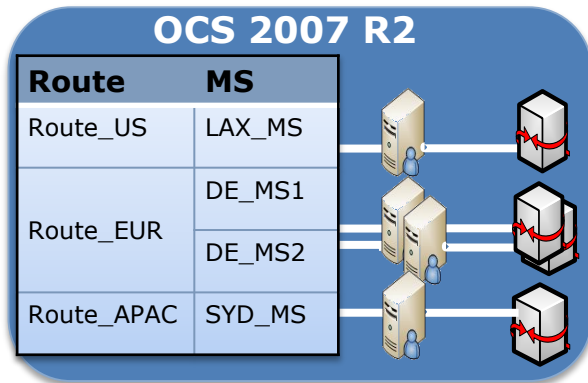 OCS 2007 R2
Route MS
Route_US LAX_MS
DE_MS1
Route_EUR
DE_MS2
Route_APAC SYD_MS